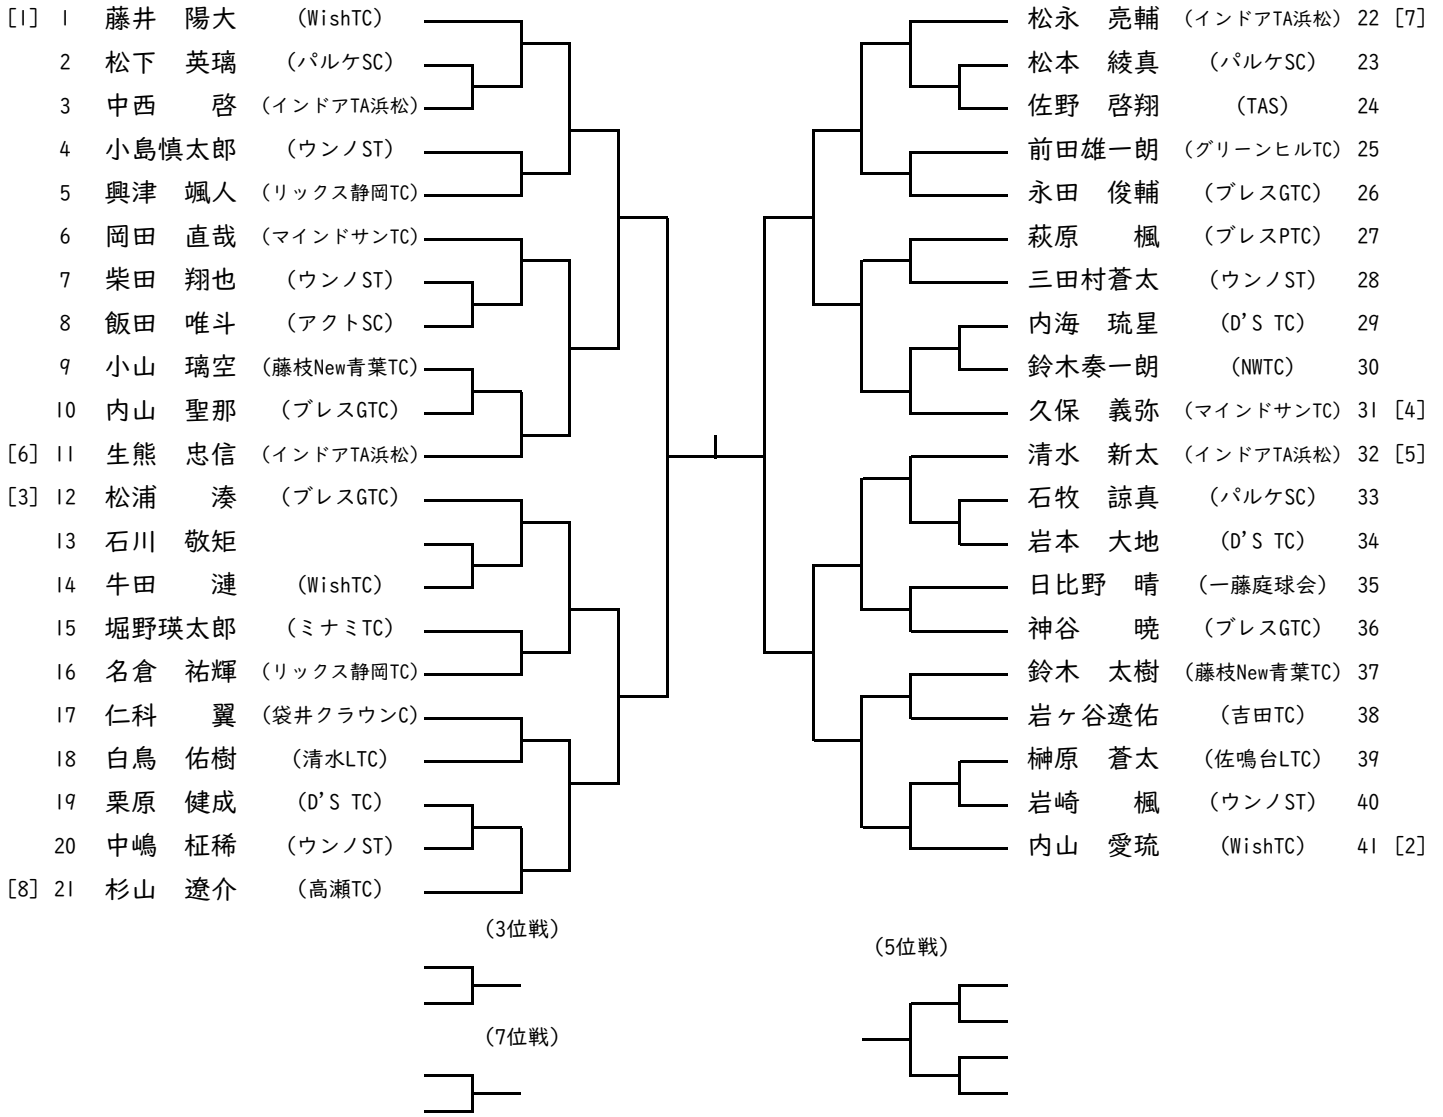 [1] 1 藤井 陽大 (WishTC)
2 松下 英璃 (パルケSC)
3 中西 啓 (インドアTA浜松)
4 小島慎太郎 (ウンノST)
5 興津 颯人 (リックス静岡TC)
6 岡田 直哉 (マインドサンTC)
7 柴田 翔也 (ウンノST)
8 飯田 唯斗 (アクトSC)
9 小山 璃空 (藤枝New青葉TC)
10 内山 聖那 (ブレスGTC)
[6] 11 生熊 忠信 (インドアTA浜松)
[3] 12 松浦 湊 (ブレスGTC)
13 石川 敬矩
14 牛田 漣 (WishTC)
15 堀野瑛太郎 (ミナミTC)
16 名倉 祐輝 (リックス静岡TC)
17 仁科 翼 (袋井クラウンC)
18 白鳥 佑樹 (清水LTC)
19 栗原 健成 (D'S TC)
20 中嶋 柾稀 (ウンノST)
[8] 21 杉山 遼介 (高瀬TC)
松永 亮輔 (インドアTA浜松) 22 [7]
松本 綾真 (パルケSC) 23
佐野 啓翔 (TAS) 24
前田雄一朗 (グリーンヒルTC) 25
永田 俊輔 (ブレスGTC) 26
萩原 楓 (ブレスPTC) 27
三田村蒼太 (ウンノST) 28
内海 琉星 (D'S TC) 29
鈴木奏一朗 (NWTC) 30
久保 義弥 (マインドサンTC) 31 [4]
清水 新太 (インドアTA浜松) 32 [5]
石牧 諒真 (パルケSC) 33
岩本 大地 (D'S TC) 34
日比野 晴 (一藤庭球会) 35
神谷 暁 (ブレスGTC) 36
鈴木 太樹 (藤枝New青葉TC) 37
岩ヶ谷遼佑 (吉田TC) 38
榊原 蒼太 (佐鳴台LTC) 39
岩崎 楓 (ウンノST) 40
内山 愛琉 (WishTC) 41 [2]
(3位戦)
(7位戦)
(5位戦)